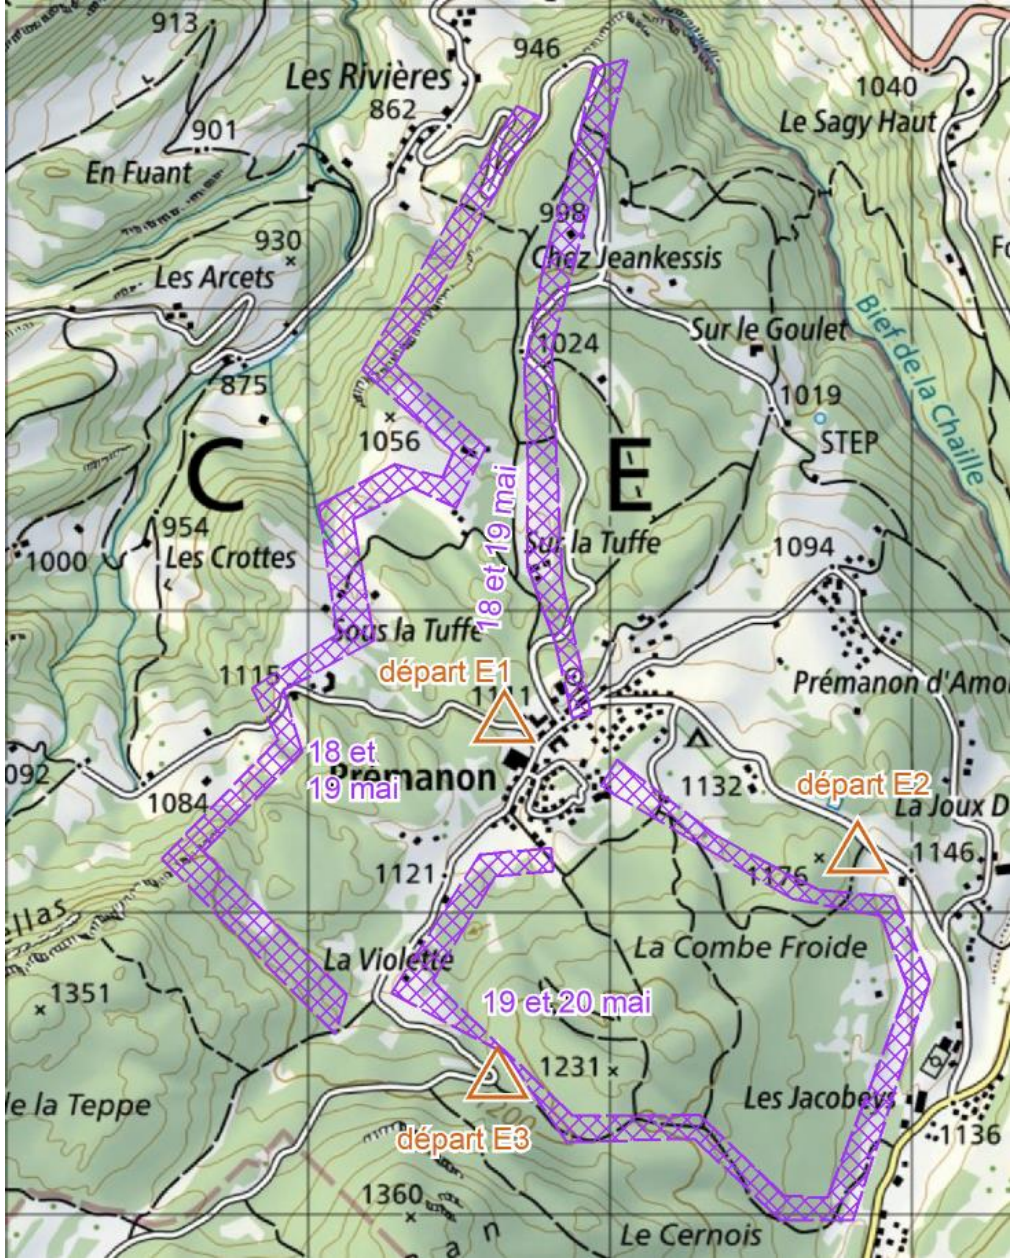 913
946
Les Rivières
862
1040
Le Sagy Haut
901
En Fuant
998
930
Chez Jeankessis
Les Arcets
Bief de la Chaille
Sur le Goulet
1024
875
1019
1056
STEP
C
E
18 et 19 mai
954
1000
Les Crottes
Sur la Tuffe
1094
Sous la Tuffe
1115
départ E1
Prémanon d'Amo
18 et
19 mai
092
Prémanon
1132
départ E2
1084
La Joux D
1121
1176
1146
llas
La Combe Froide
La Violette
1351
19 et 20 mai
1231
le la Teppe
Les Jacobeys
1200
départ E3
1136
1360
Le Cernois
a n